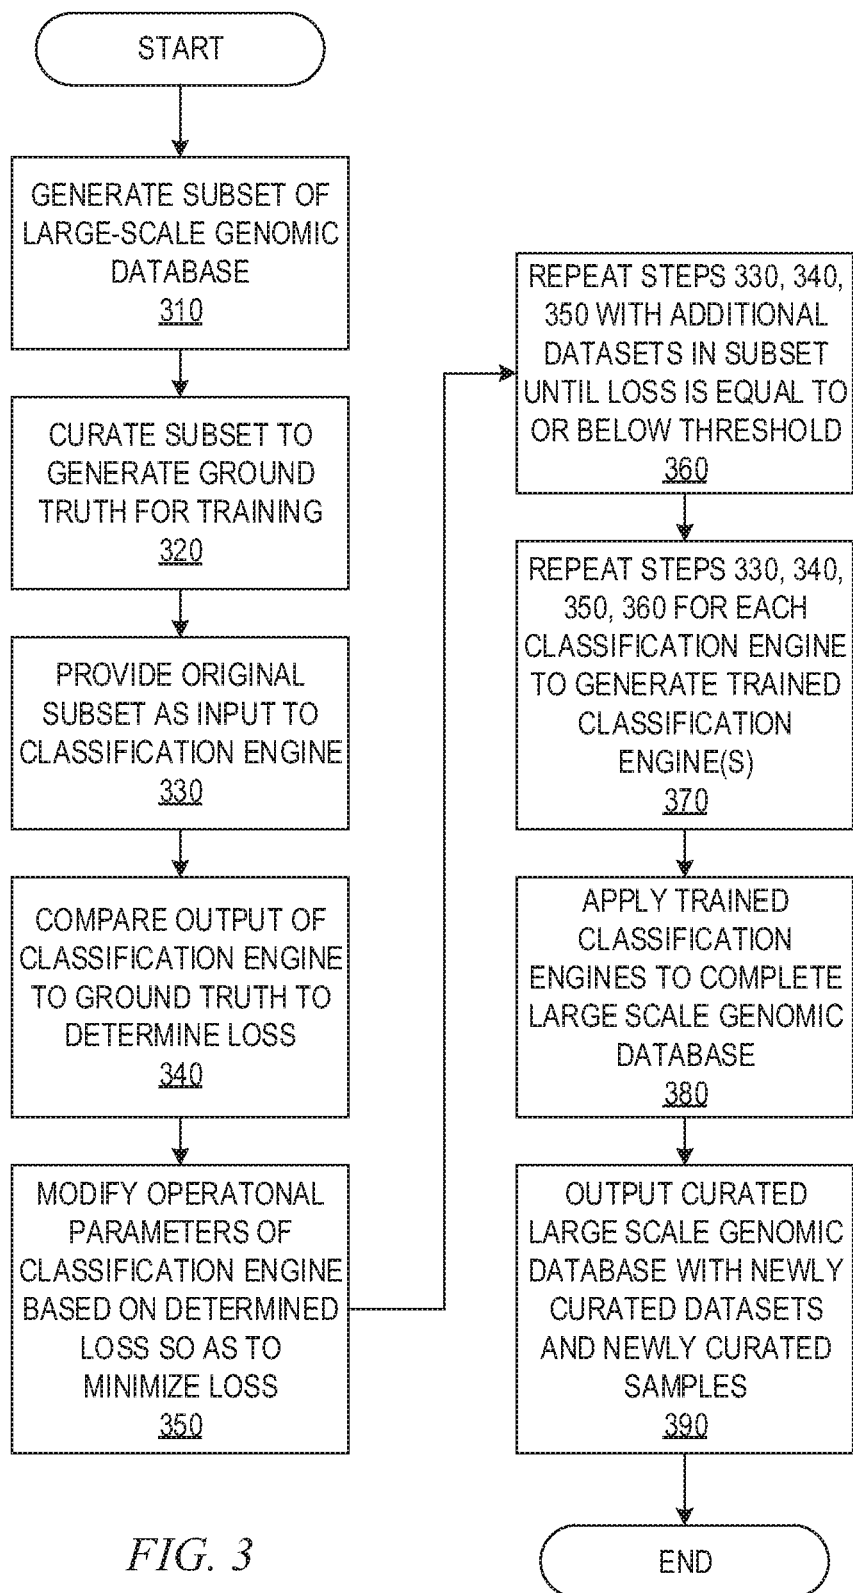 START
GENERATE SUBSET OF
LARGE-SCALE GENOMIC
DATABASE
310
CURATE SUBSET TO
GENERATE GROUND
TRUTH FOR TRAINING
320
PROVIDE ORIGINAL
SUBSET AS INPUT TO
CLASSIFICATION ENGINE
330
COMPARE OUTPUT OF
CLASSIFICATION ENGINE
TO GROUND TRUTH TO
DETERMINE LOSS
340
MODIFY OPERATONAL
PARAMETERS OF
CLASSIFICATION ENGINE
BASED ON DETERMINED
LOSS SO AS TO
MINIMIZE LOSS
350
REPEAT STEPS 330, 340,
350 WITH ADDITIONAL
DATASETS IN SUBSET
UNTIL LOSS IS EQUAL TO
OR BELOW THRESHOLD
360
REPEAT STEPS 330, 340,
350, 360 FOR EACH
CLASSIFICATION ENGINE
TO GENERATE TRAINED
CLASSIFICATION
ENGINE(S)
370
APPLY TRAINED
CLASSIFICATION
ENGINES TO COMPLETE
LARGE SCALE GENOMIC
DATABASE
380
OUTPUT CURATED
LARGE SCALE GENOMIC
DATABASE WITH NEWLY
CURATED DATASETS
AND NEWLY CURATED
SAMPLES
390
END
FIG. 3